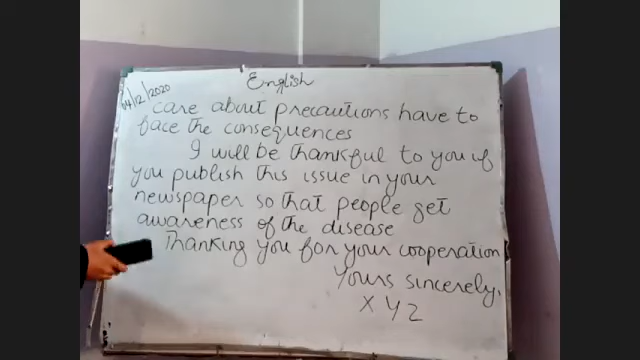 English
04/12/2020
care about precautions have to
face the consequences
I will be thankful to you if
you publish this issue in your
newspaper so that people get
awareness of the disease
Thanking you for your cooperation
Yours sincerely,
X Y Z